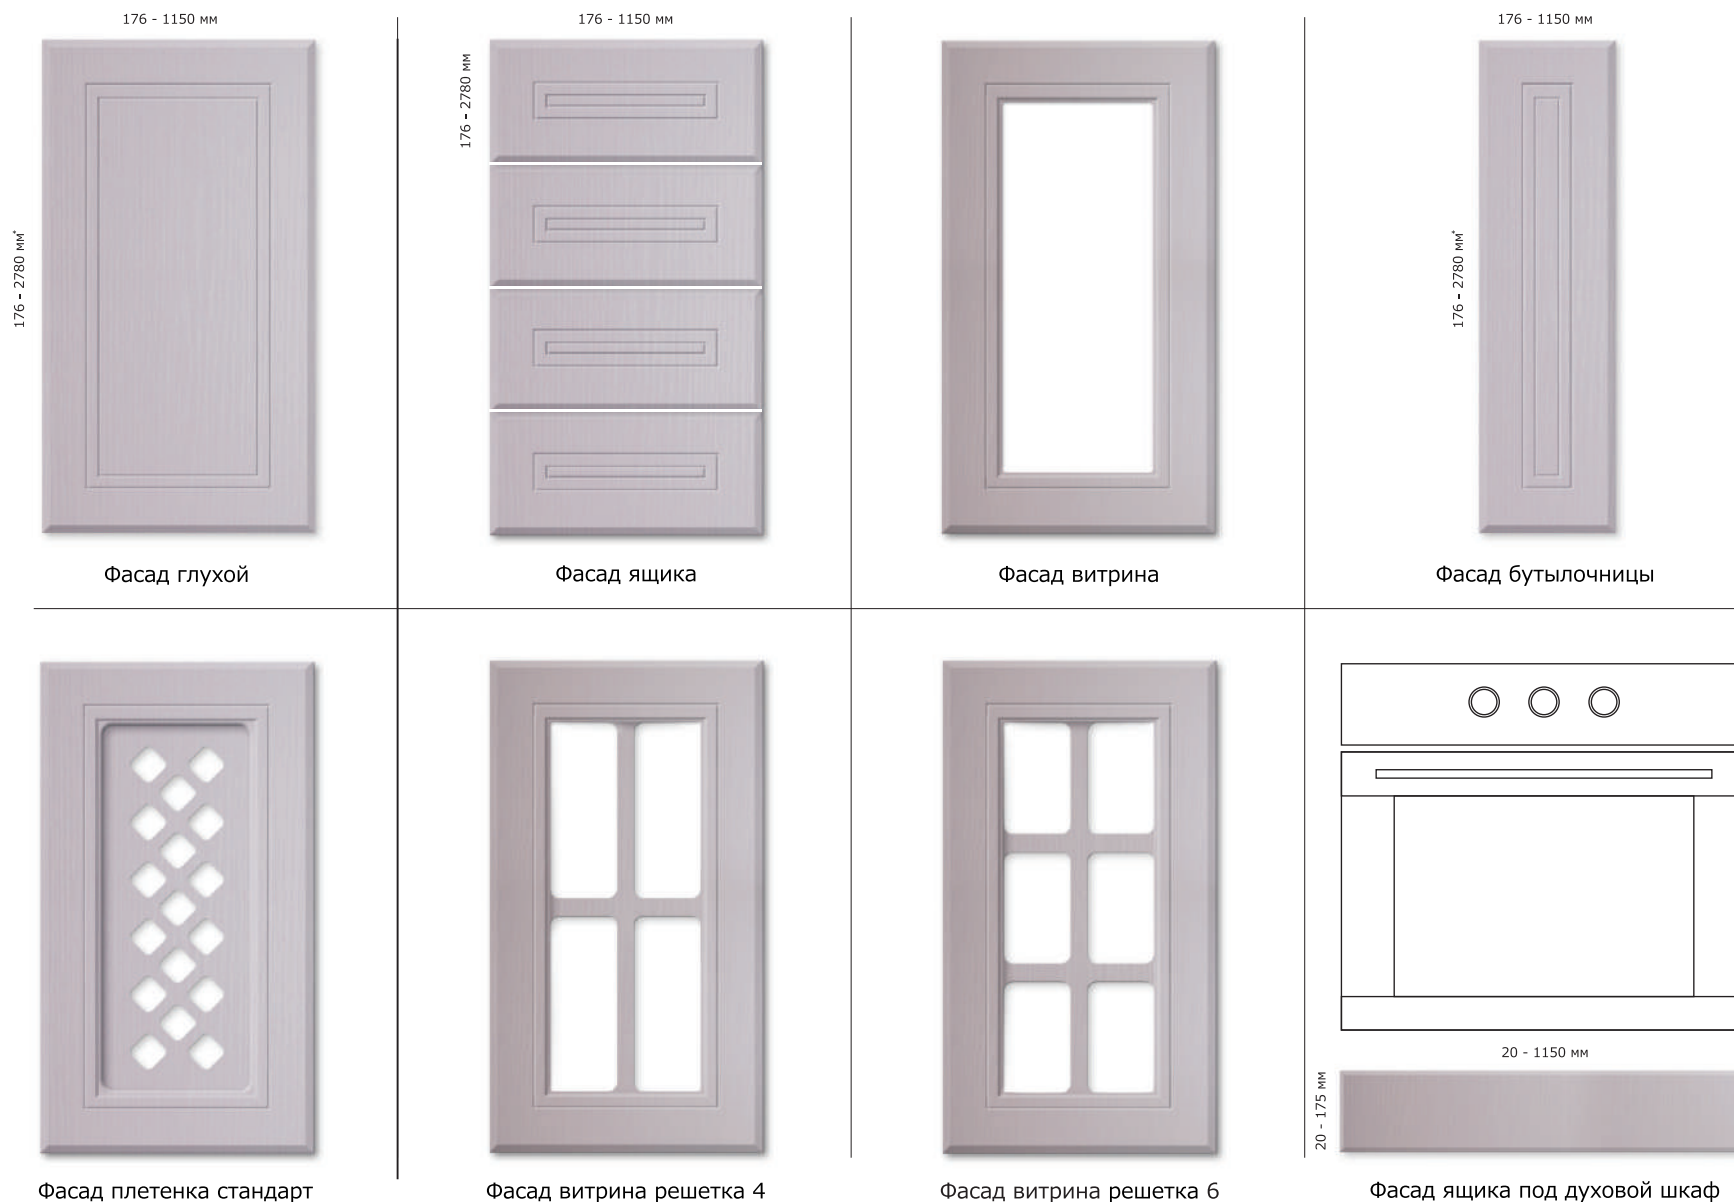 176 - 1150 мм
176 - 1150 мм
176 - 1150 мм
176 - 2780 мм*
176 - 2780 мм
176 - 2780 мм*
Фасад глухой
Фасад ящика
Фасад витрина
Фасад бутылочницы
20 - 1150 мм
20 - 175 мм
Фасад плетенка стандарт
Фасад витрина решетка 4
Фасад витрина решетка 6
Фасад ящика под духовой шкаф